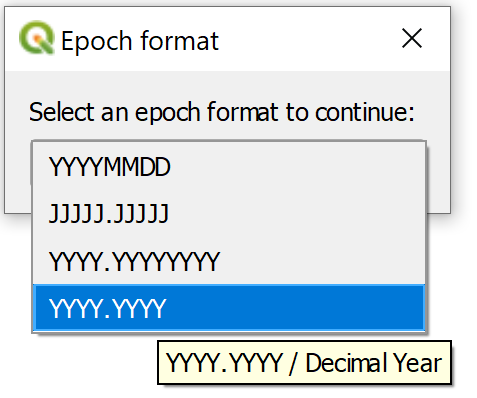 Epoch format
Select an epoch format to continue:
YYYYMMDD
JJJJJ.JJJJJ
YYYY.YYYYYYYY
YYYY.YYYY
YYYY.YYYY / Decimal Year